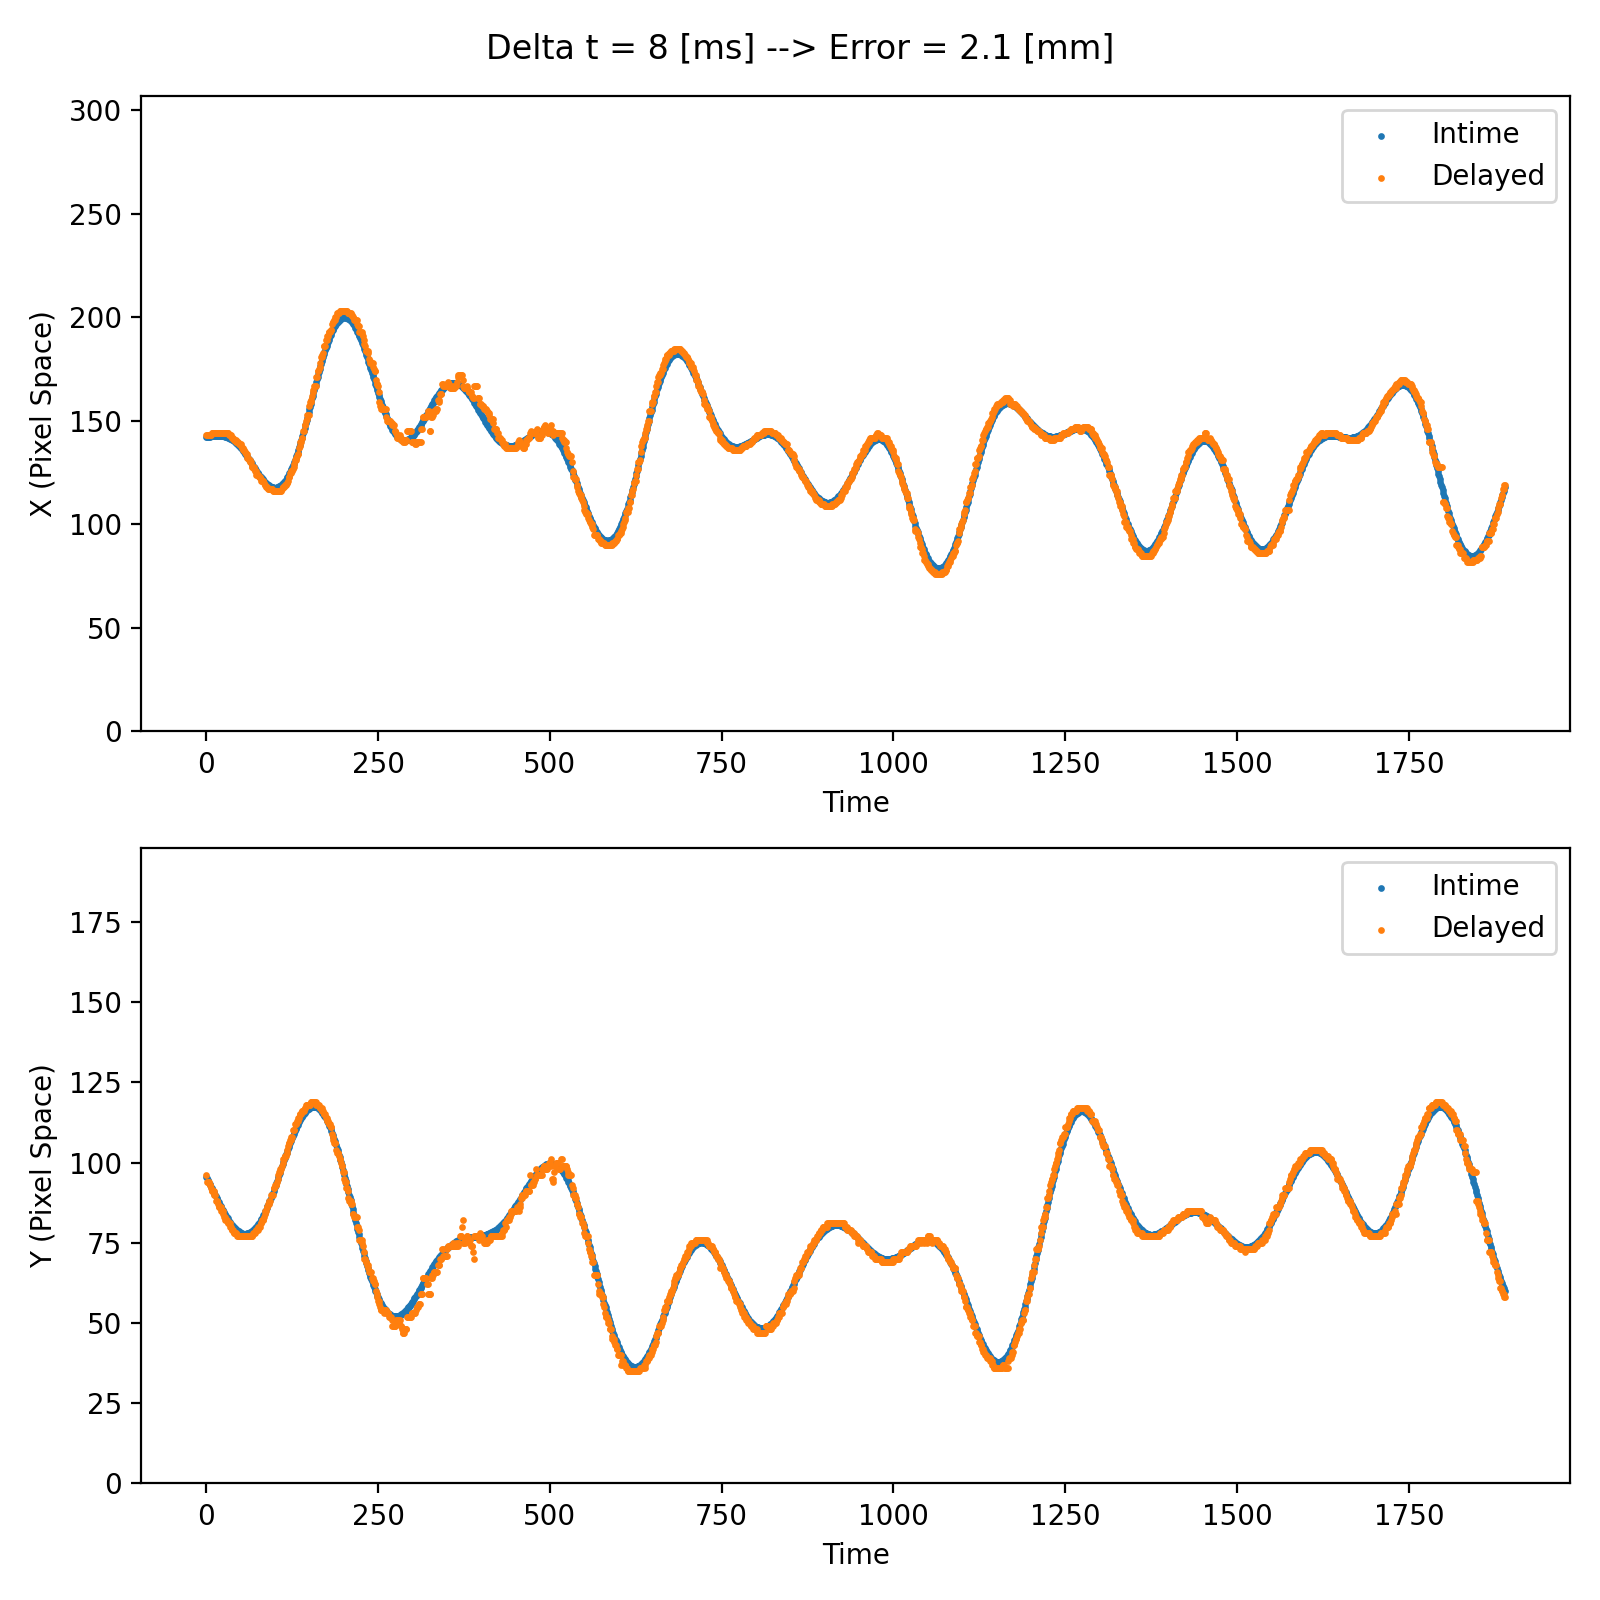 Delta t = 8 [ms] --> Error = 2.1 [mm]
300
250
200
150
100
50
0
X (Pixel Space)
Intime
Delayed
0 250 500 750 1000 1250 1500 1750
Time
175
150
125
100
75
50
25
0
Y (Pixel Space)
Intime
Delayed
0 250 500 750 1000 1250 1500 1750
Time